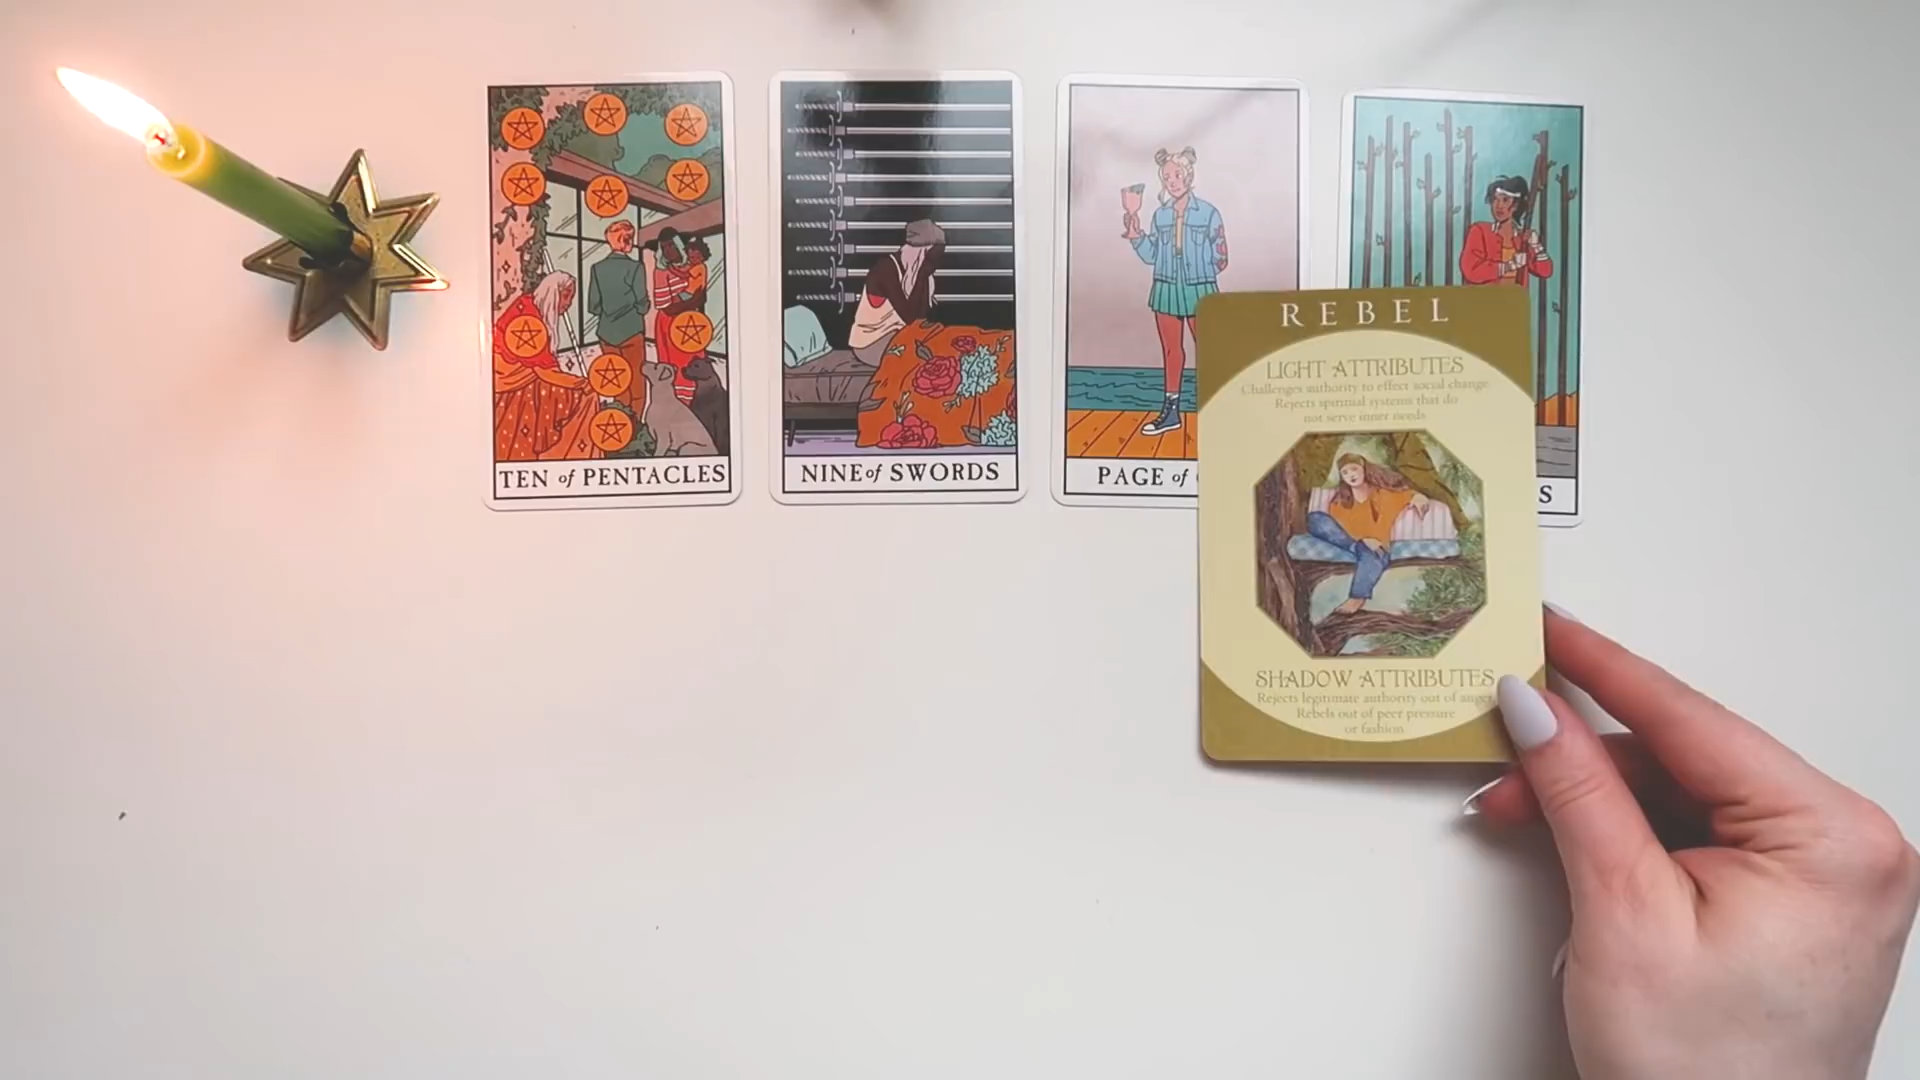 TEN of PENTACLES
NINE of SWORDS
PAGE of
S
REBEL
LIGHT ATTRIBUTES
Challenges authority to effect social change
Rejects spiritual systems that do
not serve inner needs
SHADOW ATTRIBUTES
Rejects legitimate authority out of anger
Rebels out of peer pressure
or fashion